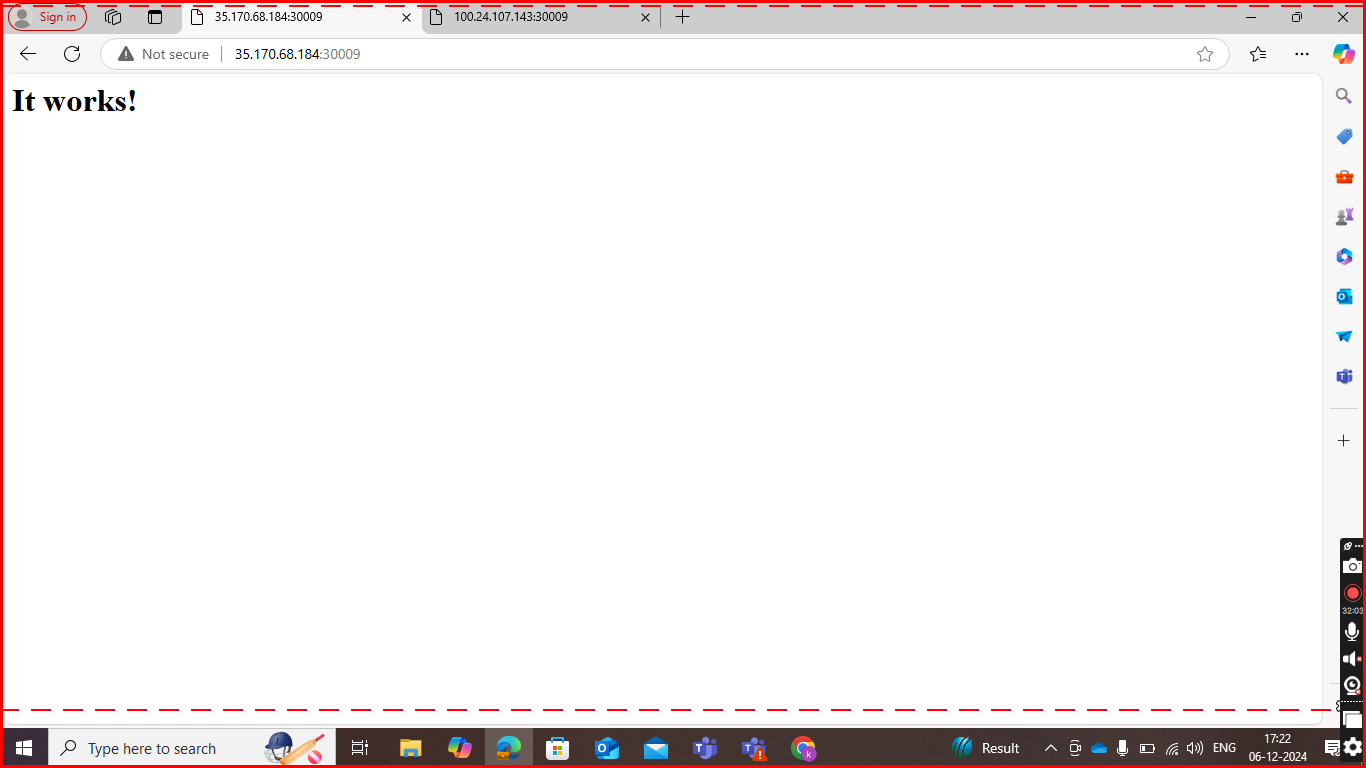 Sign in
35.170.68.184:30009
100.24.107.143:30009
Not secure
35.170.68.184:30009
It works!
32:03
Type here to search
Result
ENG
17:22
06-12-2024